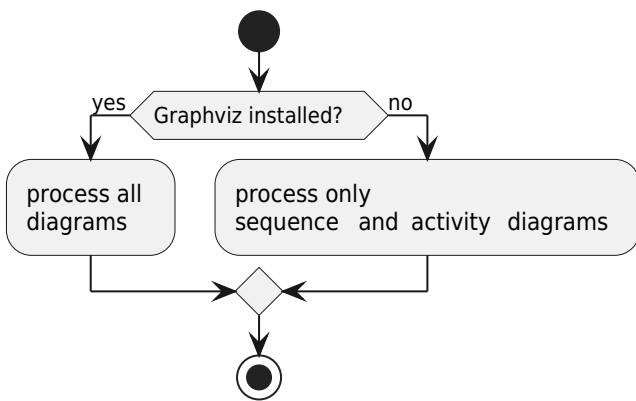 yes
Graphviz installed?
no
process all
diagrams
process only
sequence and activity diagrams